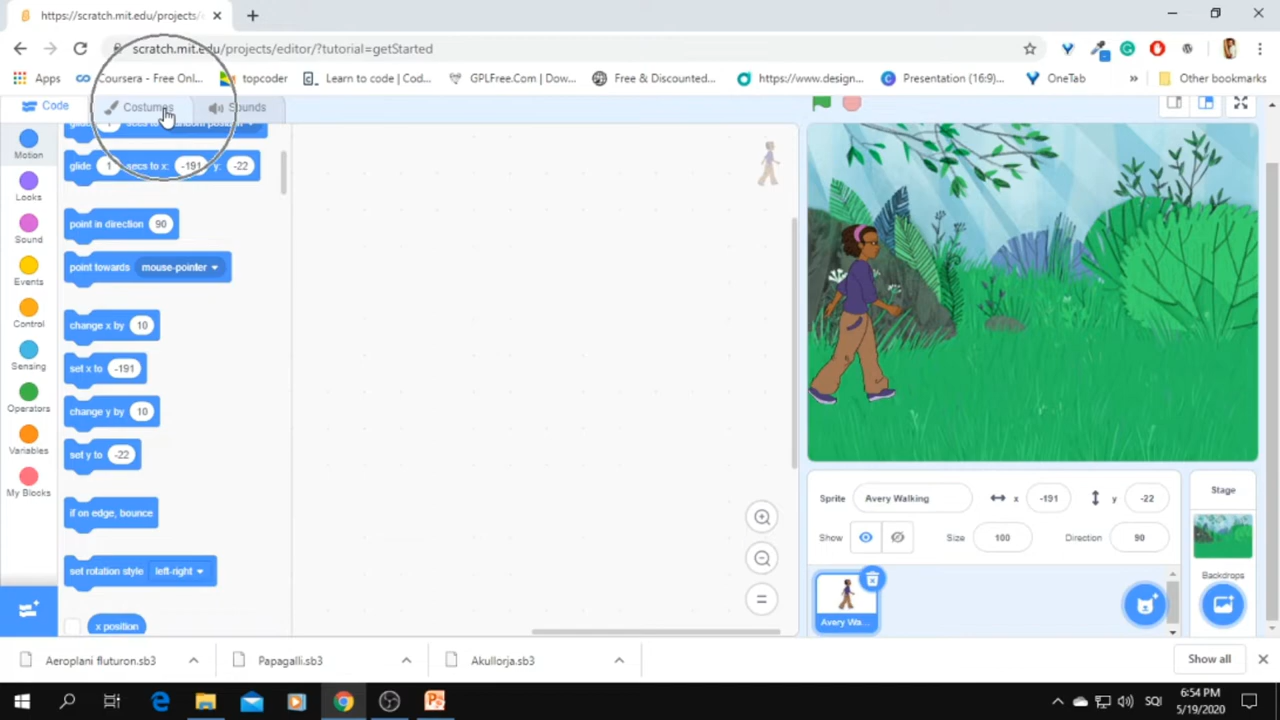 https://scratch.mit.edu/projects/e
scratch.mit.edu/projects/editor/?tutorial=getStarted
Apps
Coursera - Free Onl...
topcoder
Learn to code | Cod...
GPLFree.Com | Dow...
Free & Discounted...
https://www.design...
Presentation (16:9)...
OneTab
»
Other bookmarks
Code
Costumes
Sounds
Motion
Looks
Sound
Events
Control
Sensing
Operators
Variables
My Blocks
glide 1 secs to x: -191 y: -22
point in direction 90
point towards mouse-pointer
change x by 10
set x to -191
change y by 10
set y to -22
if on edge, bounce
set rotation style left-right
x position
Sprite Avery Walking x -191 y -22
Show Size 100 Direction 90
Avery Wa...
Stage
Backdrops
Aeroplani fluturon.sb3
Papagalli.sb3
Akullorja.sb3
Show all
SQI
6:54 PM
5/19/2020